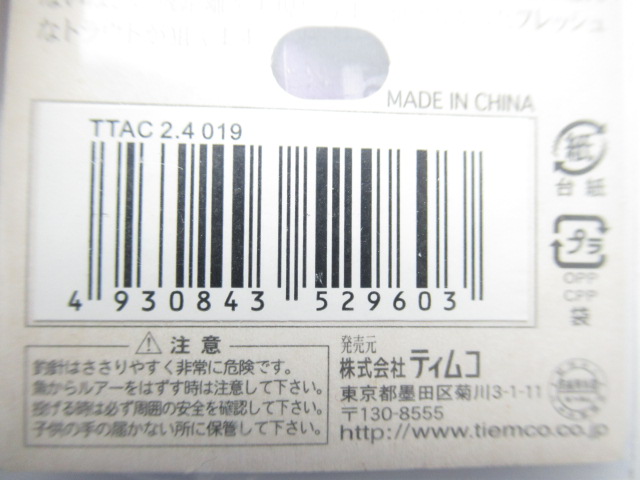 フレッシュ
MADE IN CHINA
TTAC 2.4 019
4 930843 529603
紙
台紙
プラ
OPP
CPP
袋
⚠ 注意
釣針はささりやすく非常に危険です。
魚からルアーをはずす時は注意して下さい。
投げる時は必ず周囲の安全を確認して下さい。
子供の手の届かない所に保管して下さい。
発売元
株式会社 ティムコ
東京都墨田区菊川3-1-11
〒130-8555
http://www.tiemco.co.jp